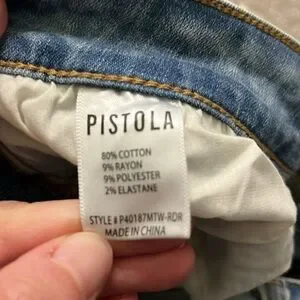 PISTOLA
80% COTTON
9% RAYON
9% POLYESTER
2% ELASTANE
STYLE # P40187MTW-RDR
MADE IN CHINA